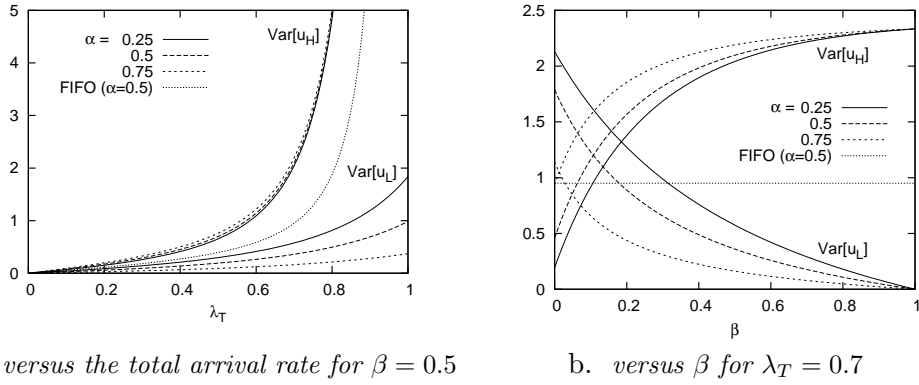 5
4
3
2
1
0
0 0.2 0.4 0.6 0.8 1
λT
α = 0.25
0.5
0.75
FIFO (α=0.5)
Var[uH]
Var[uL]
versus the total arrival rate for β = 0.5
2.5
2
1.5
1
0.5
0
0 0.2 0.4 0.6 0.8 1
β
Var[uH]
α = 0.25
0.5
0.75
FIFO (α=0.5)
Var[uL]
b. versus β for λT = 0.7